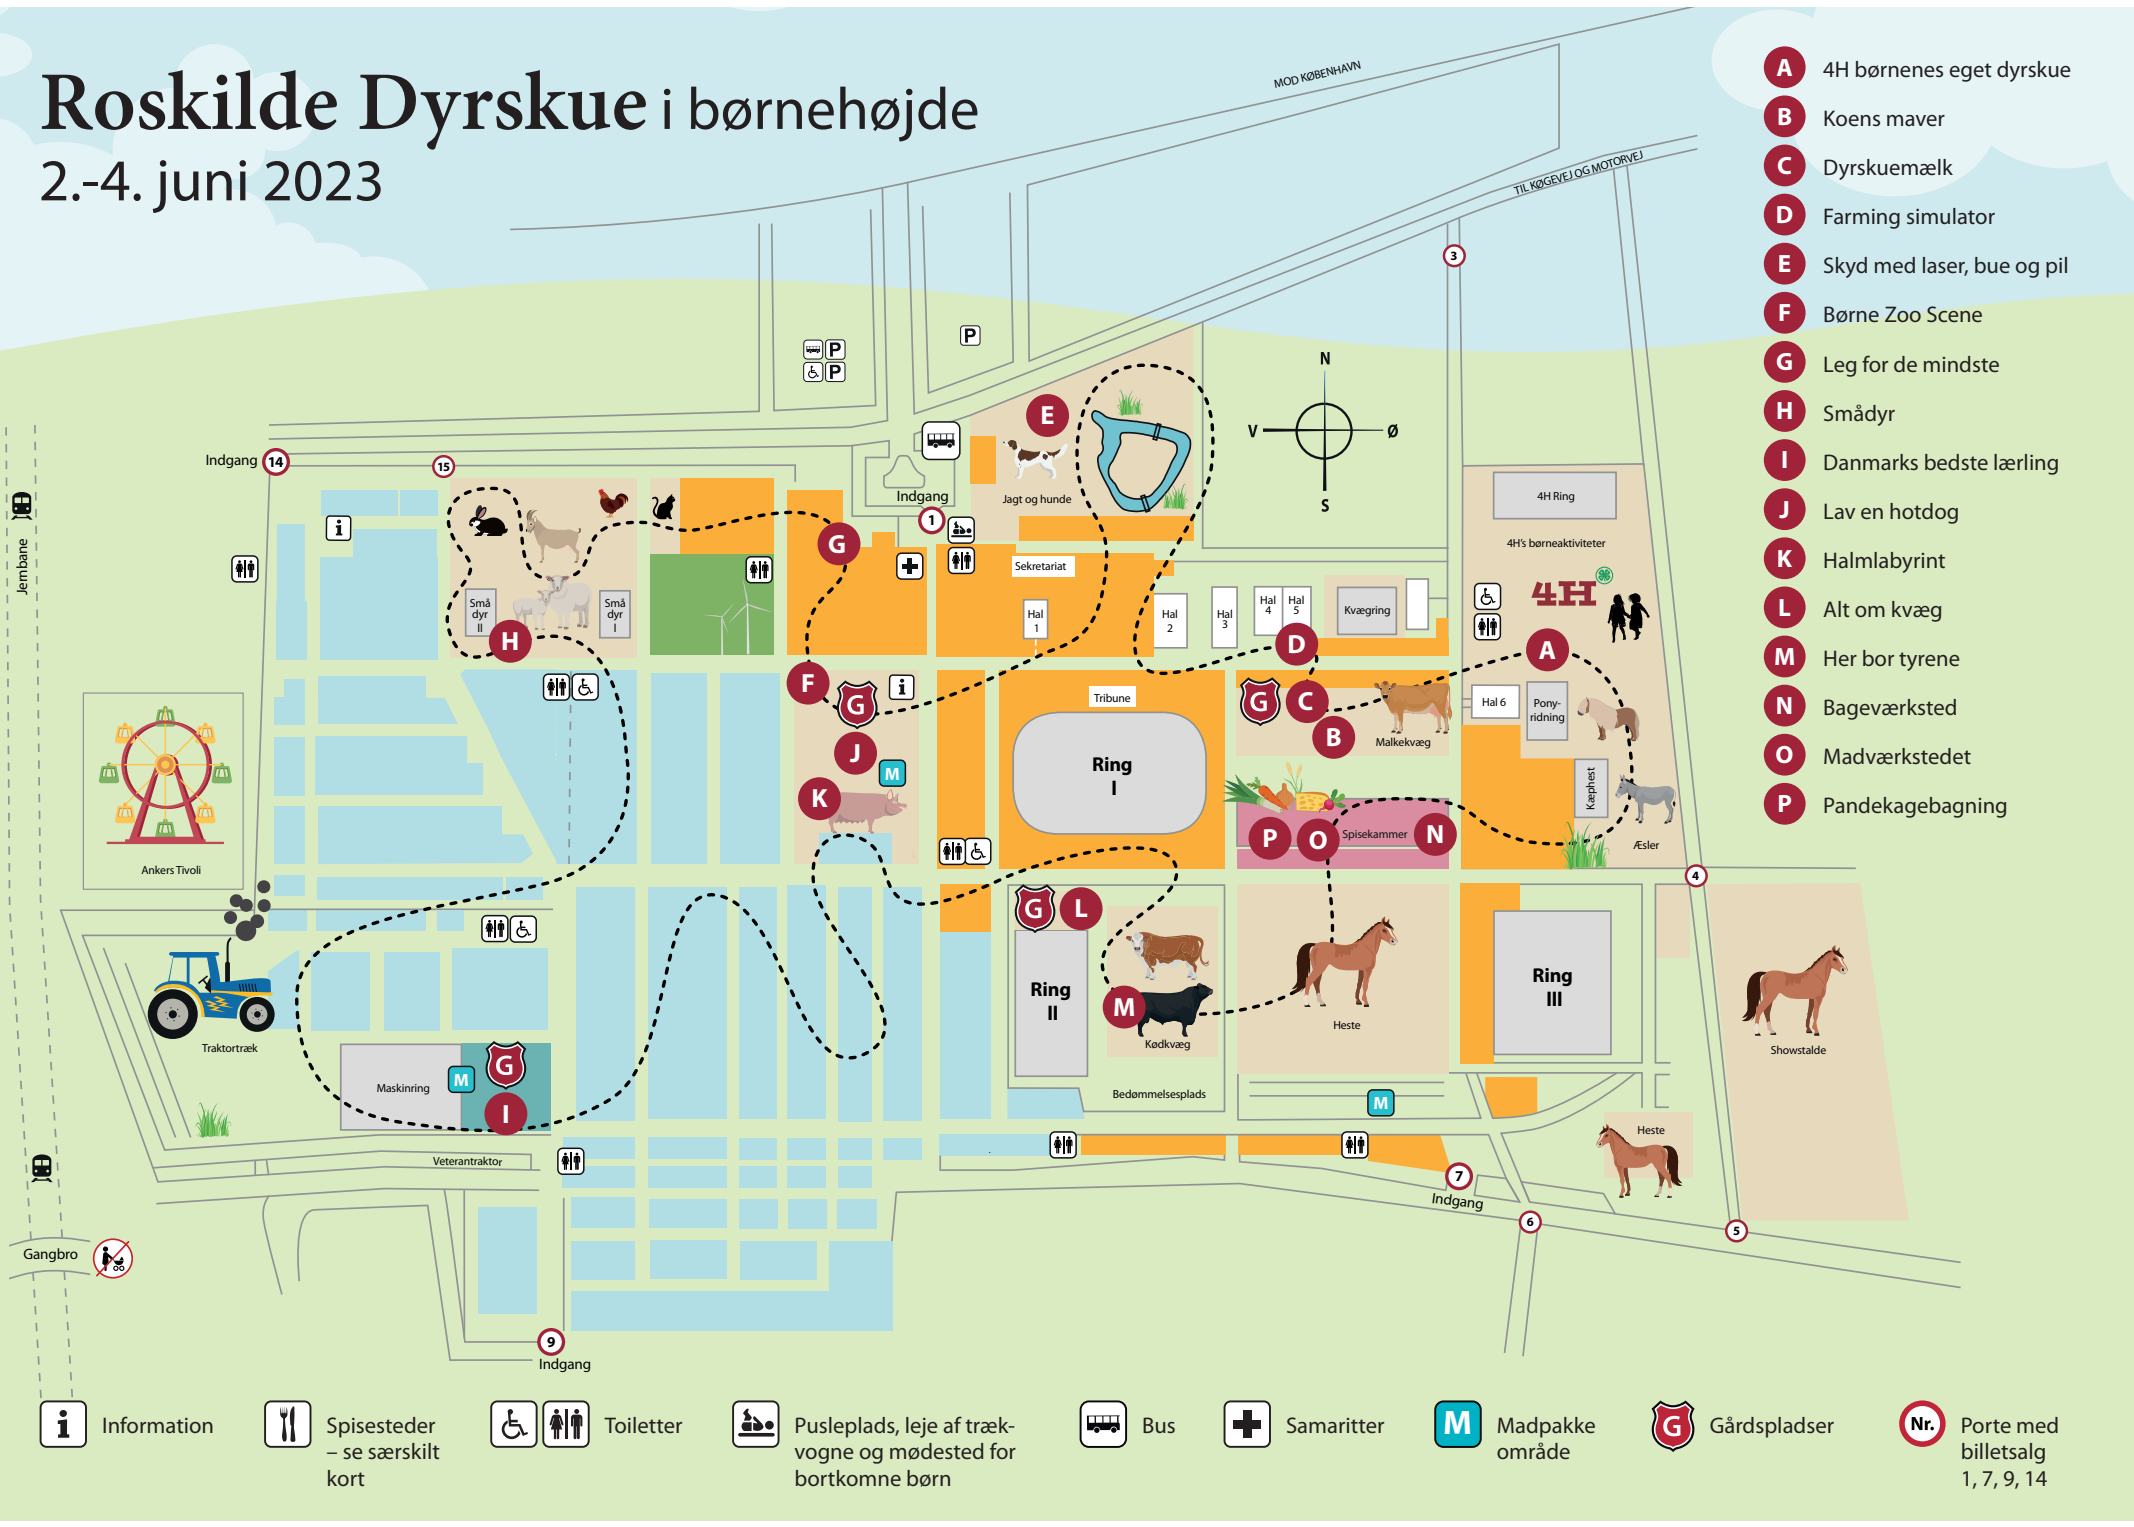 Roskilde Dyrskue i børnehøjde
2.-4. juni 2023
A 4H børnenes eget dyrskue
B Koens maver
C Dyrskuemælk
D Farming simulator
E Skyd med laser, bue og pil
F Børne Zoo Scene
G Leg for de mindste
H Smådyr
I Danmarks bedste lærling
J Lav en hotdog
K Halmlabyrint
L Alt om kvæg
M Her bor tyrene
N Bageværksted
O Madværkstedet
P Pandekagebagning
MOD KØBENHAVN
TIL KØGEVEJ OG MOTORVEJ
3
P
P
P
N
V
Ø
S
E
Jagt og hunde
Indgang 14
15
Indgang
1
Jernbane
i
G
Sekretariat
Små
dyr
II
Små
dyr
I
H
Hal
1
Hal
2
Hal
3
Hal
4
Hal
5
Kvægring
D
4H Ring
4H's børneaktiviteter
4H
A
F
G
i
J
M
K
Tribune
Ring
I
G
C
B
Malkekvæg
Hal 6
Pony-
ridning
Kæphest
Æsler
P
O
Spisekammer
N
Ankers Tivoli
4
Traktortræk
G
L
Ring
II
M
Kødkvæg
Bedømmelsesplads
Heste
Ring
III
Showstalde
Maskinring
M
G
I
Veterantraktor
M
Heste
7
Indgang
6
5
Gangbro
9
Indgang
i Information
Spisesteder
– se særskilt
kort
Toiletter
Pusleplads, leje af træk-
vogne og mødested for
bortkomne børn
Bus
Samaritter
M Madpakke
område
G Gårdspladser
Nr. Porte med
billetsalg
1, 7, 9, 14